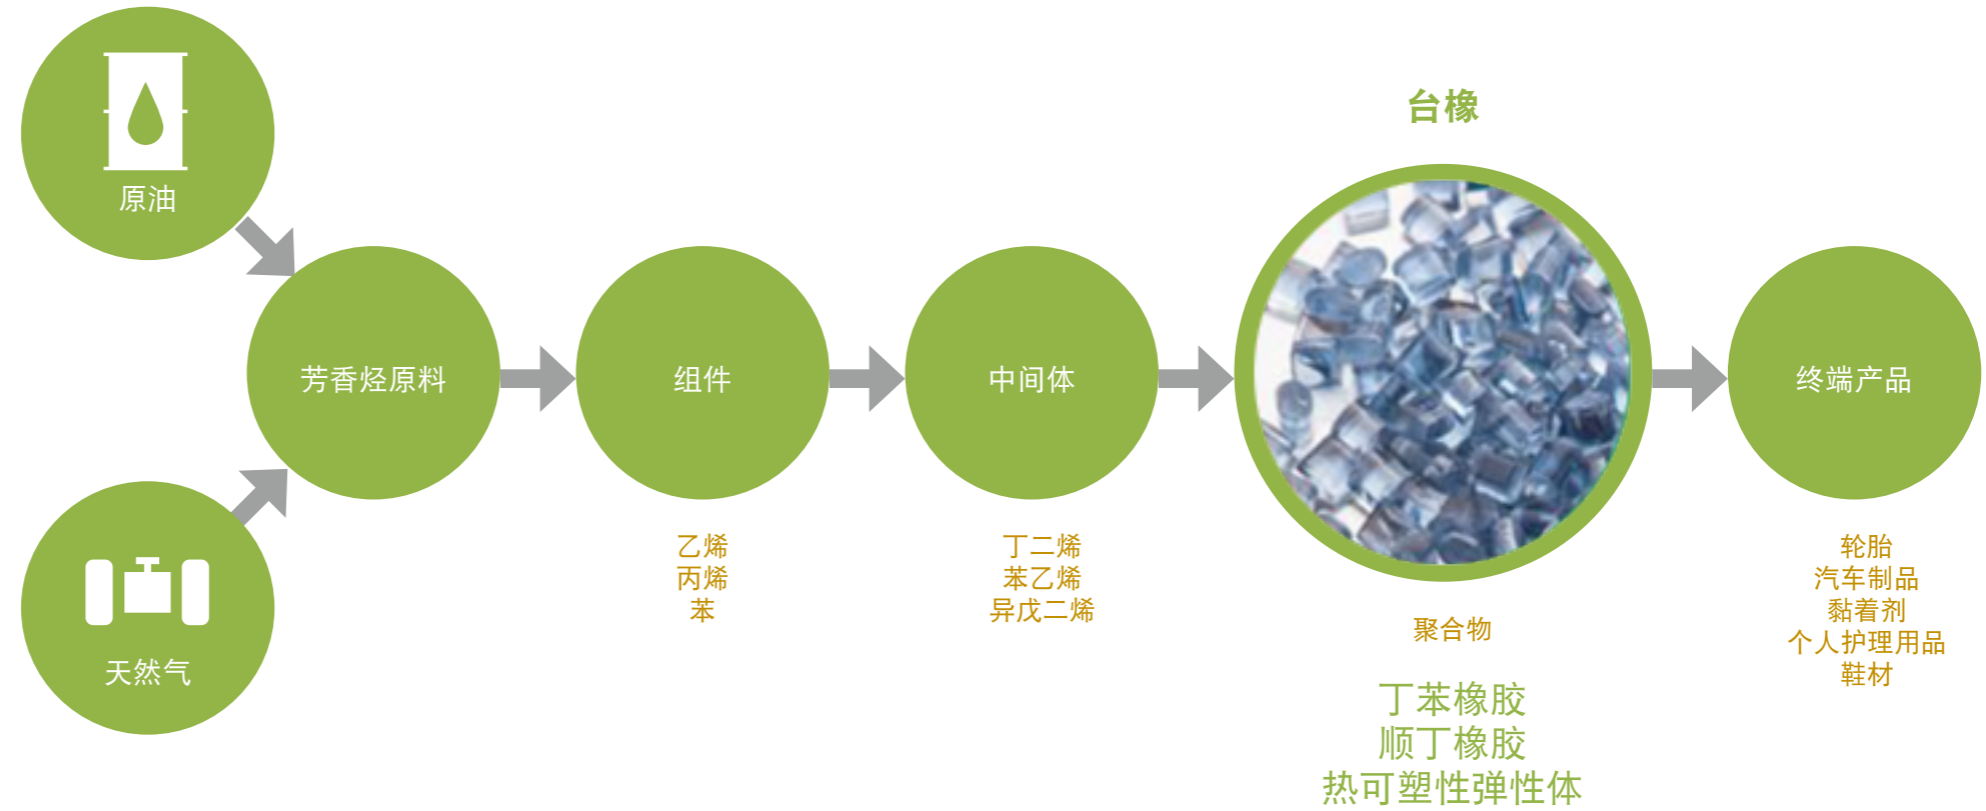 原油
天然气
芳香烃原料
组件
乙烯
丙烯
苯
中间体
丁二烯
苯乙烯
异戊二烯
台橡
聚合物
丁苯橡胶
顺丁橡胶
热可塑性弹性体
终端产品
轮胎
汽车制品
黏着剂
个人护理用品
鞋材